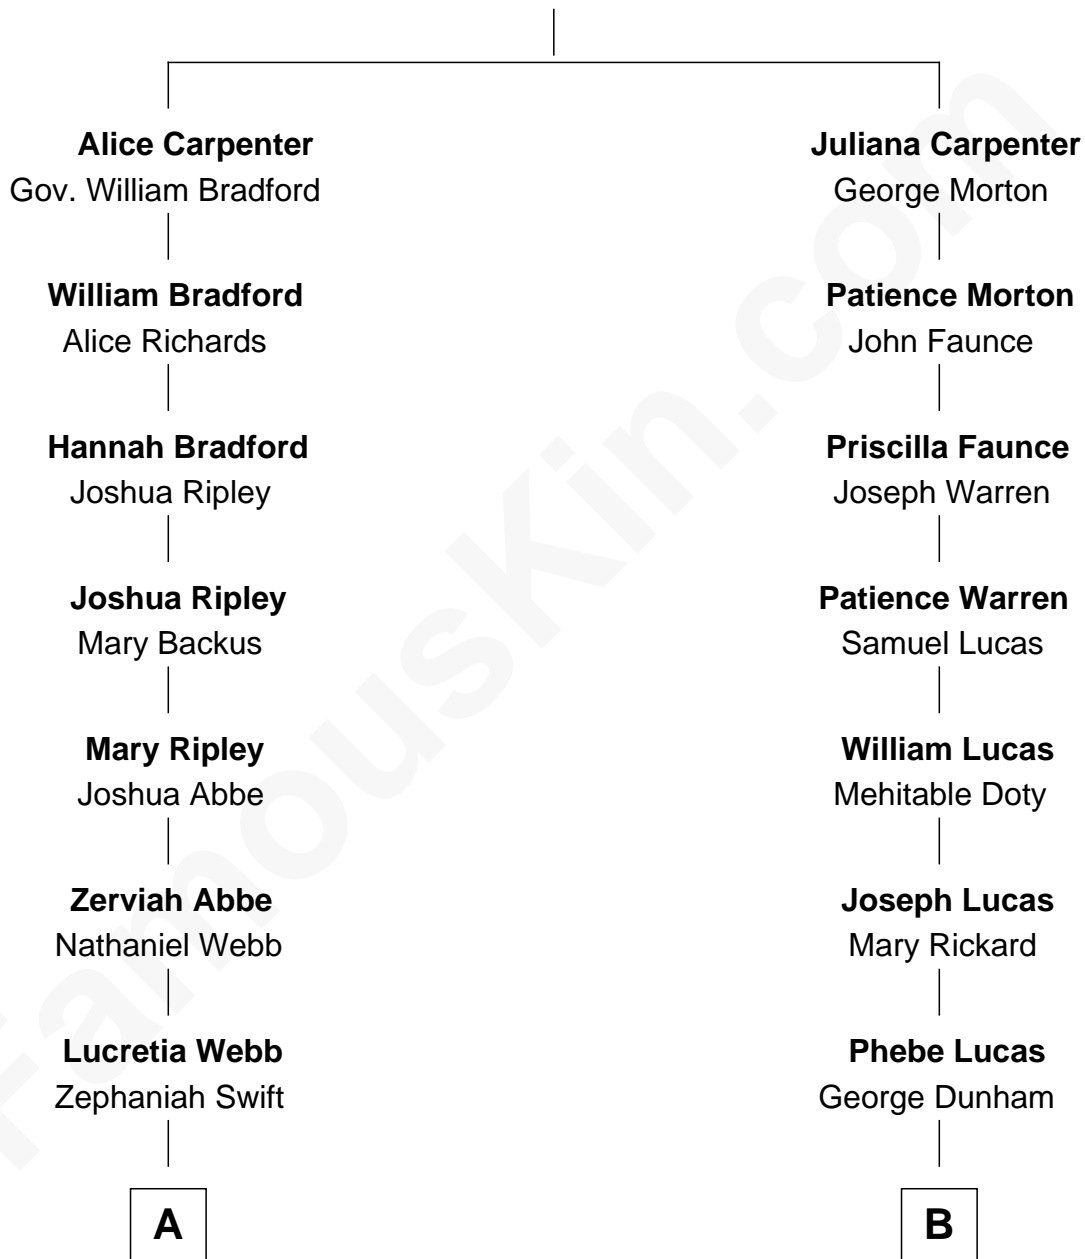 Alice Carpenter
Gov. William Bradford
William Bradford
Alice Richards
Hannah Bradford
Joshua Ripley
Joshua Ripley
Mary Backus
Mary Ripley
Joshua Abbe
Zerviah Abbe
Nathaniel Webb
Lucretia Webb
Zephaniah Swift
A
Juliana Carpenter
George Morton
Patience Morton
John Faunce
Priscilla Faunce
Joseph Warren
Patience Warren
Samuel Lucas
William Lucas
Mehitable Doty
Joseph Lucas
Mary Rickard
Phebe Lucas
George Dunham
B
FamousKin.com